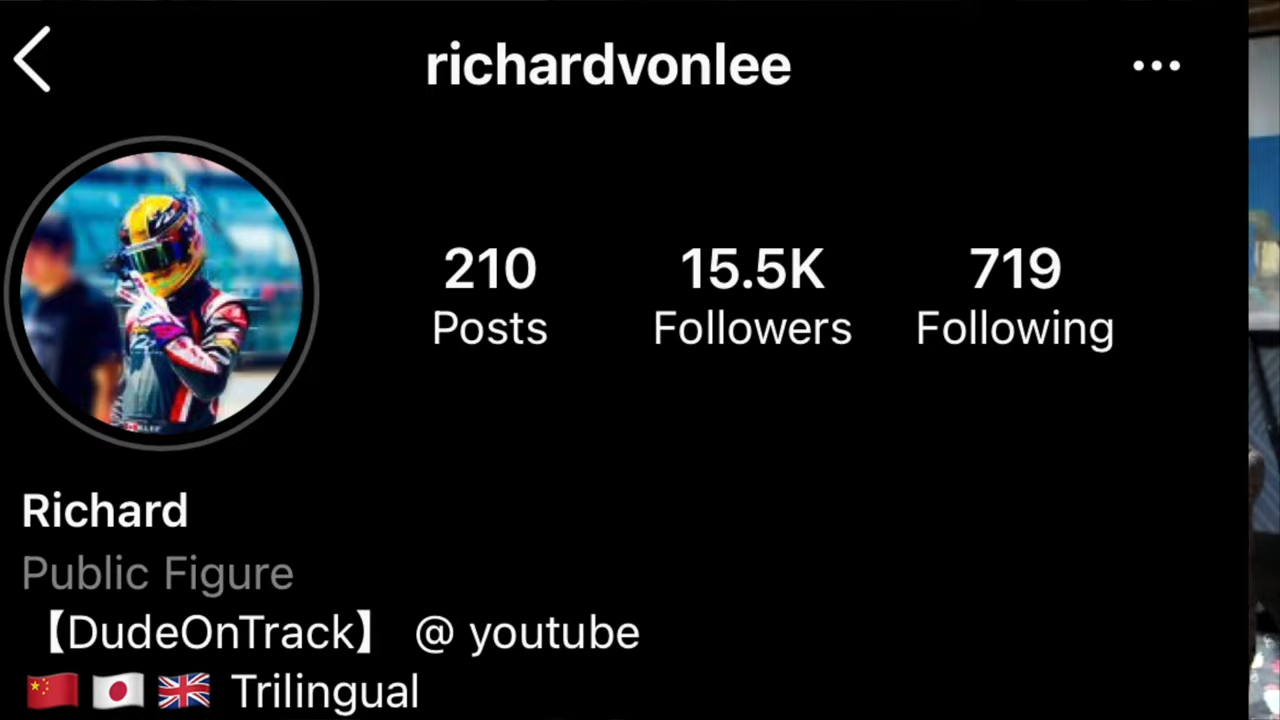 richardvonlee
210 15.5K 719
Posts Followers Following
Richard
Public Figure
【DudeOnTrack】 @ youtube
🇨🇳 🇯🇵 🇬🇧 Trilingual